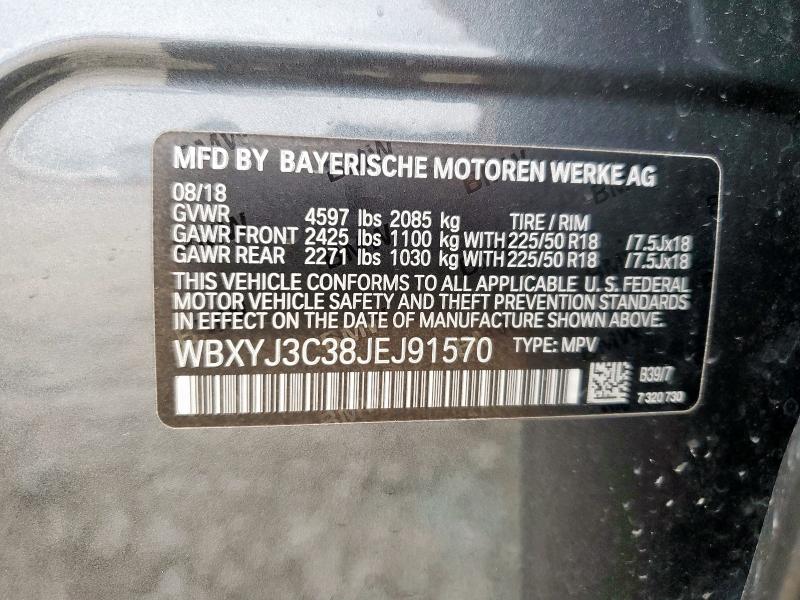 MFD BY BAYERISCHE MOTOREN WERKE AG
08/18
GVWR 4597 lbs 2085 kg TIRE / RIM
GAWR FRONT 2425 lbs 1100 kg WITH 225/50 R18 /7.5Jx18
GAWR REAR 2271 lbs 1030 kg WITH 225/50 R18 /7.5Jx18
THIS VEHICLE CONFORMS TO ALL APPLICABLE U.S. FEDERAL
MOTOR VEHICLE SAFETY AND THEFT PREVENTION STANDARDS
IN EFFECT ON THE DATE OF MANUFACTURE SHOWN ABOVE.
WBXYJ3C38JEJ91570 TYPE: MPV
B39/7
7 320 730